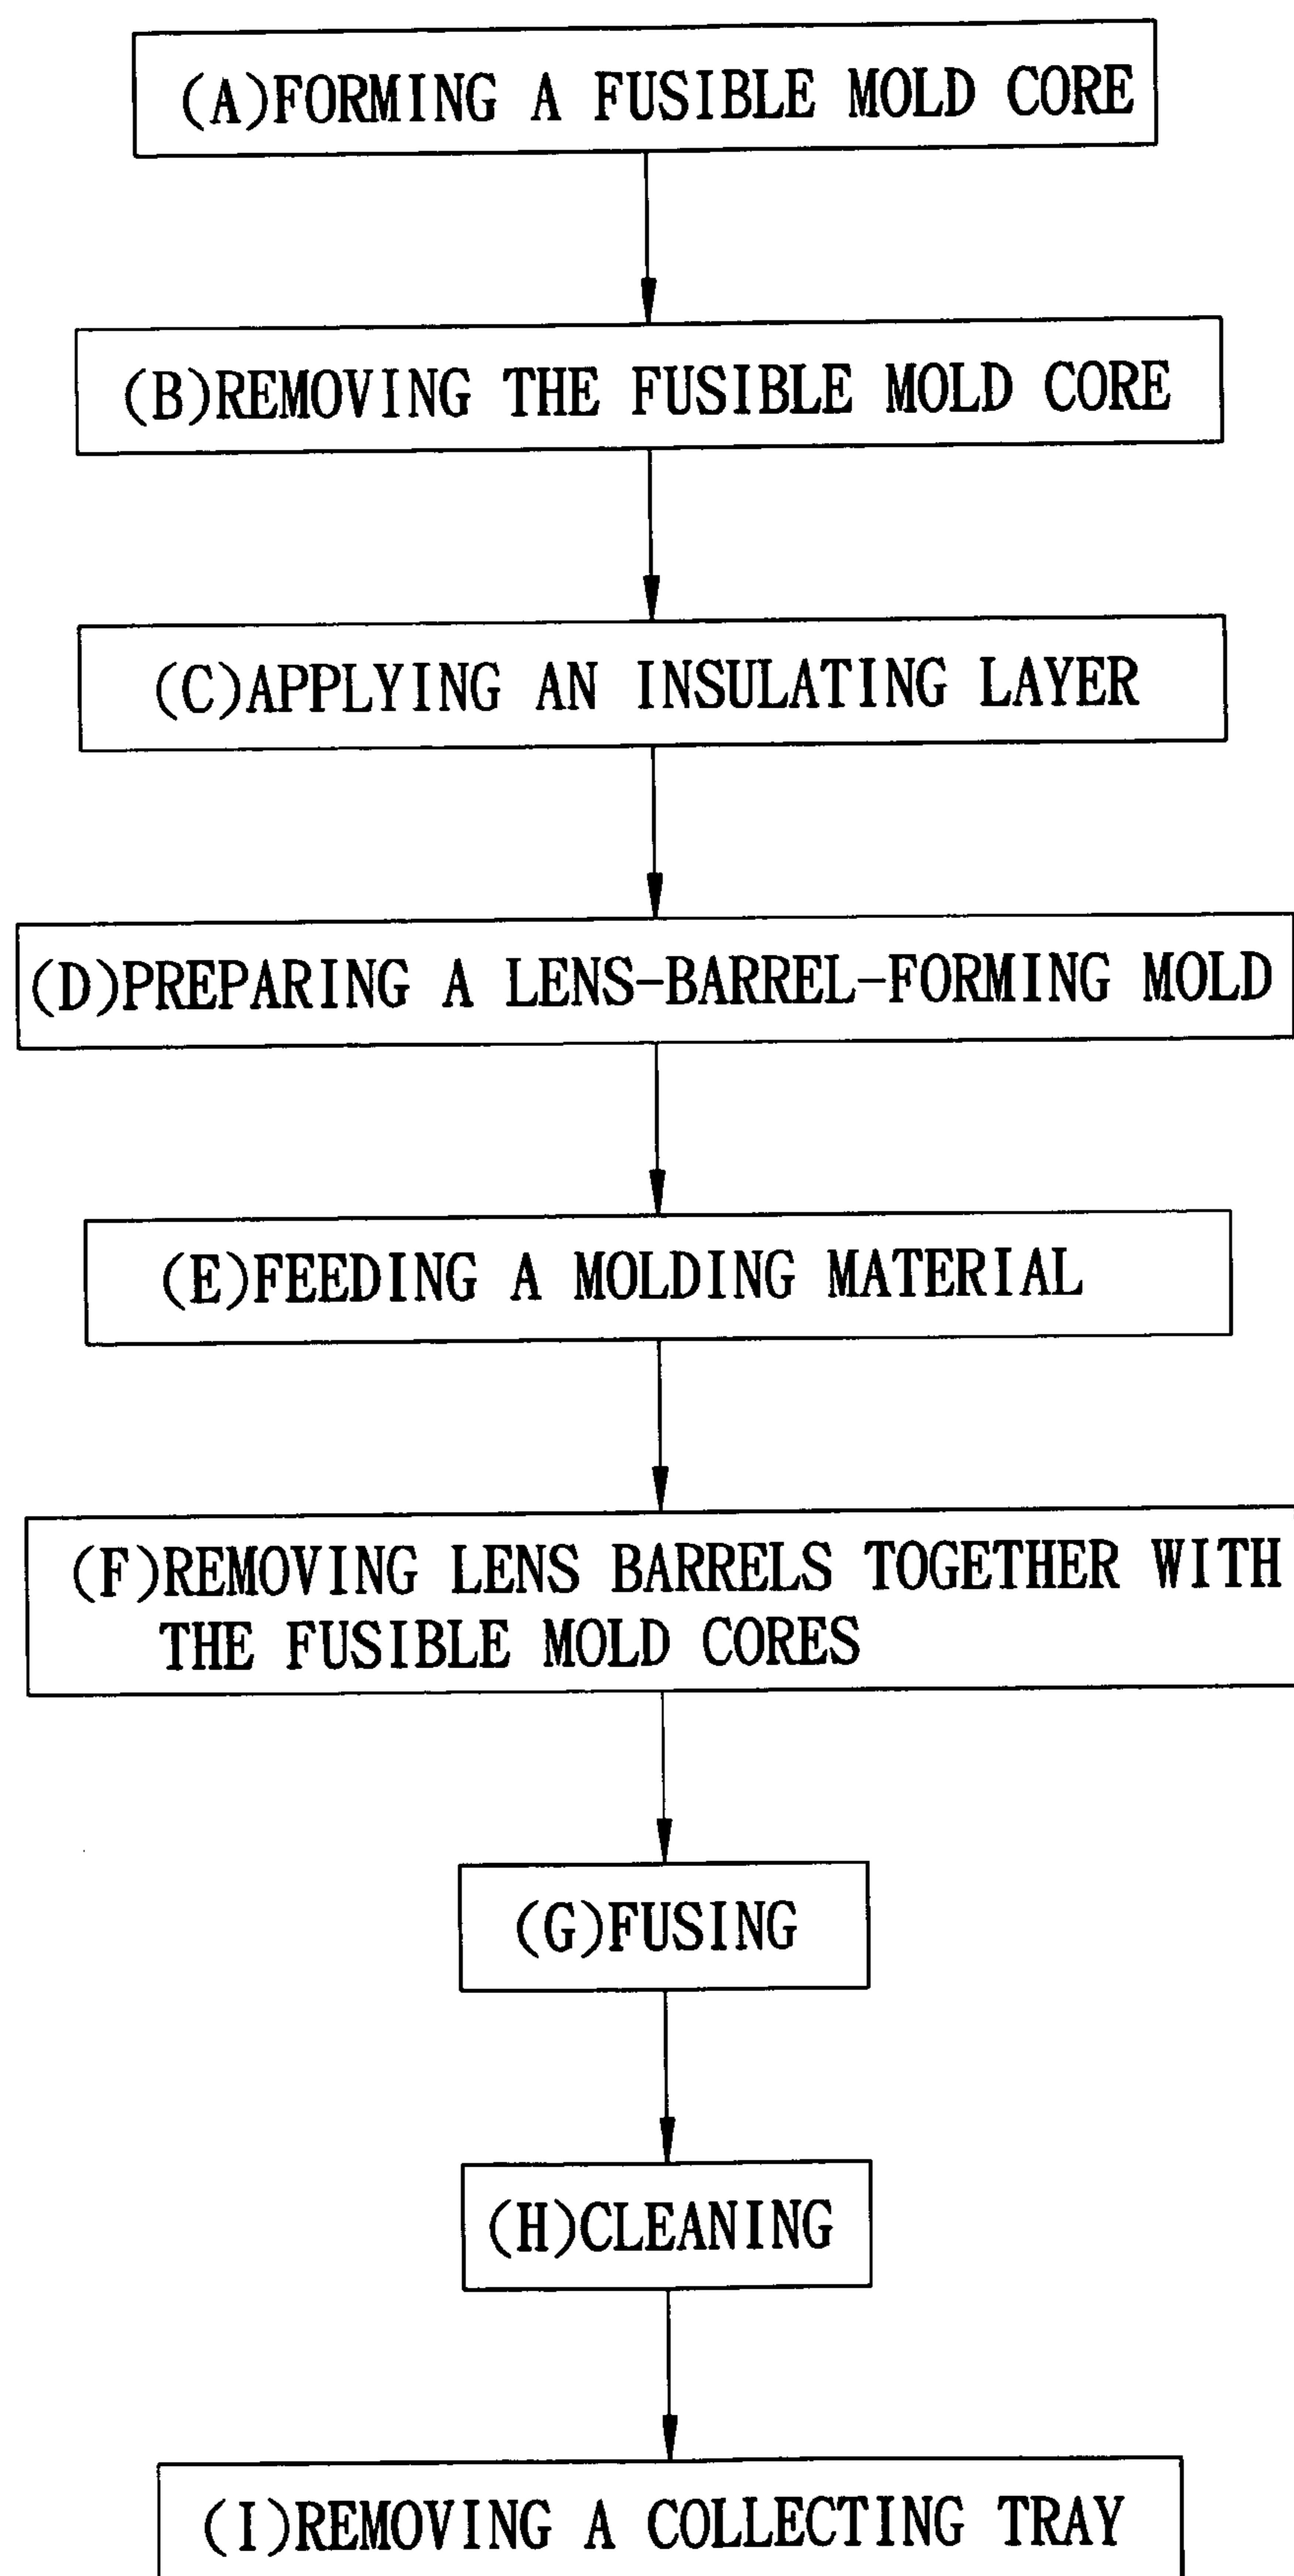 (A)FORMING A FUSIBLE MOLD CORE
(B)REMOVING THE FUSIBLE MOLD CORE
(C)APPLYING AN INSULATING LAYER
(D)PREPARING A LENS-BARREL-FORMING MOLD
(E)FEEDING A MOLDING MATERIAL
(F)REMOVING LENS BARRELS TOGETHER WITH
THE FUSIBLE MOLD CORES
(G)FUSING
(H)CLEANING
(I)REMOVING A COLLECTING TRAY